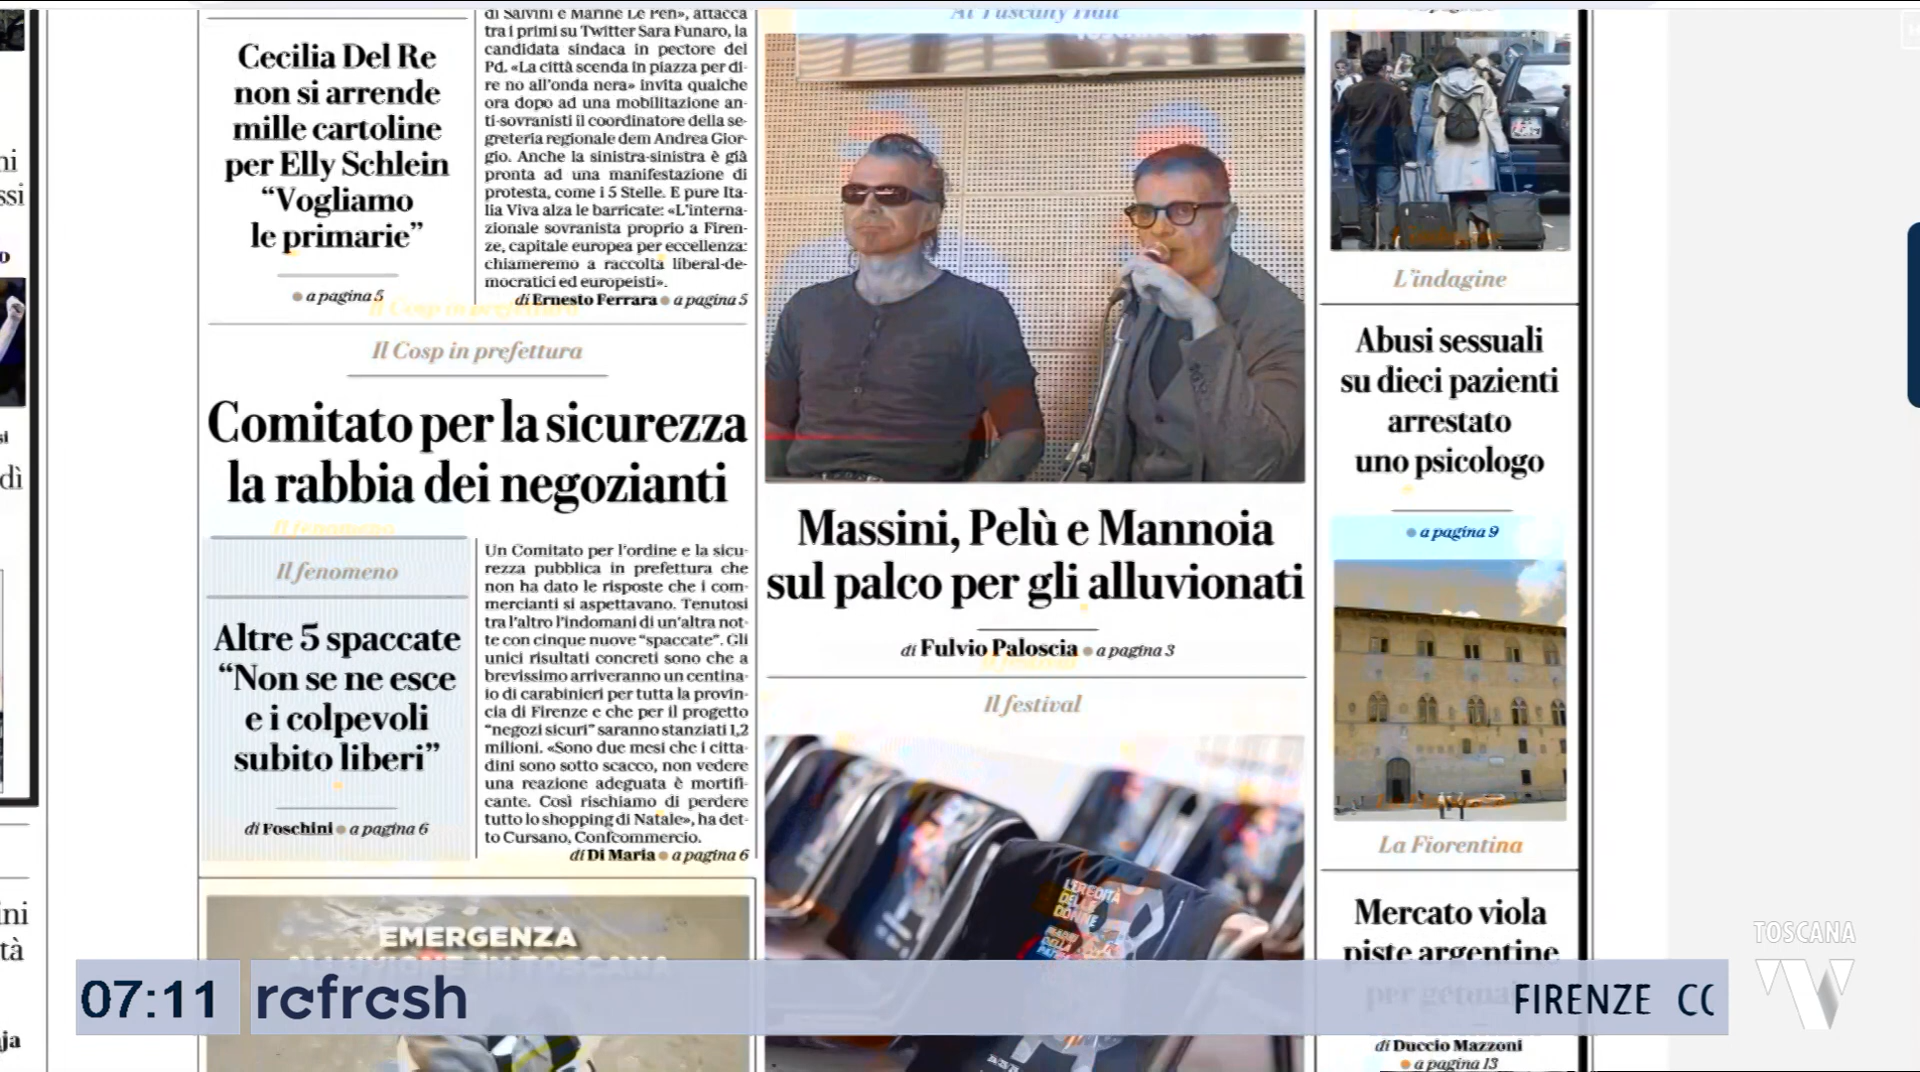 Cecilia Del Re
non si arrende
mille cartoline
per Elly Schlein
“Vogliamo
le primarie”
● a pagina 5
di Salvini e Marine Le Pen», attacca
tra i primi su Twitter Sara Funaro, la
candidata sindaca in pectore del
Pd. «La città scenda in piazza per di-
re no all’onda nera» invita qualche
ora dopo ad una mobilitazione an-
ti-sovranisti il coordinatore della se-
greteria regionale dem Andrea Gior-
gio. Anche la sinistra-sinistra è già
pronta ad una manifestazione di
protesta, come i 5 Stelle. E pure Ita-
lia Viva alza le barricate: «L’interna-
zionale sovranista proprio a Firen-
ze, capitale europea per eccellenza:
chiameremo a raccolta liberal-de-
mocratici ed europeisti».
di Ernesto Ferrara ● a pagina 5
Il Cosp in prefettura
Comitato per la sicurezza
la rabbia dei negozianti
Il fenomeno
Altre 5 spaccate
“Non se ne esce
e i colpevoli
subito liberi”
di Foschini ● a pagina 6
Un Comitato per l’ordine e la sicu-
rezza pubblica in prefettura che
non ha dato le risposte che i com-
mercianti si aspettavano. Tenutosi
tra l’altro l’indomani di un’altra not-
te con cinque nuove “spaccate”. Gli
unici risultati concreti sono che a
brevissimo arriveranno un centina-
io di carabinieri per tutta la provin-
cia di Firenze e che per il progetto
“negozi sicuri” saranno stanziati 1,2
milioni. «Sono due mesi che i citta-
dini sono sotto scacco, non vedere
una reazione adeguata è mortifi-
cante. Così rischiamo di perdere
tutto lo shopping di Natale», ha det-
to Cursano, Confcommercio.
di Di Maria ● a pagina 6
EMERGENZA
ALLUVIONE IN TOSCANA
Al Tuscany Hall
Massini, Pelù e Mannoia
sul palco per gli alluvionati
di Fulvio Paloscia ● a pagina 3
Il festival
L'EREDITÀ
DELLE
DONNE
L’indagine
Abusi sessuali
su dieci pazienti
arrestato
uno psicologo
● a pagina 9
La Fiorentina
Mercato viola
piste argentine
di Duccio Mazzoni
● a pagina 13
TOSCANA
TV
07:11
refresh
FIRENZE CO